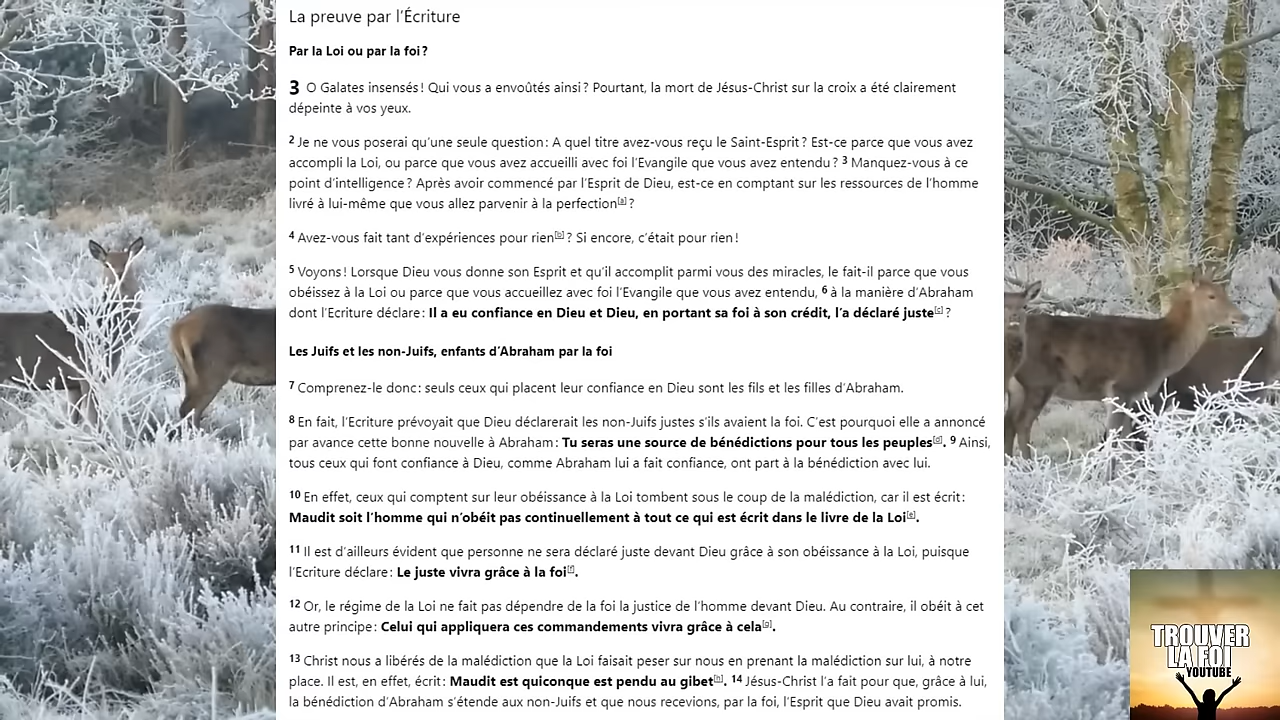 La preuve par l’Écriture
Par la Loi ou par la foi ?
3 O Galates insensés ! Qui vous a envoûtés ainsi ? Pourtant, la mort de Jésus-Christ sur la croix a été clairement
dépeinte à vos yeux.
2 Je ne vous poserai qu’une seule question : A quel titre avez-vous reçu le Saint-Esprit ? Est-ce parce que vous avez
accompli la Loi, ou parce que vous avez accueilli avec foi l’Evangile que vous avez entendu ? 3 Manquez-vous à ce
point d’intelligence ? Après avoir commencé par l’Esprit de Dieu, est-ce en comptant sur les ressources de l’homme
livré à lui-même que vous allez parvenir à la perfection[a] ?
4 Avez-vous fait tant d’expériences pour rien[b] ? Si encore, c’était pour rien !
5 Voyons ! Lorsque Dieu vous donne son Esprit et qu’il accomplit parmi vous des miracles, le fait-il parce que vous
obéissez à la Loi ou parce que vous accueillez avec foi l’Evangile que vous avez entendu, 6 à la manière d’Abraham
dont l’Ecriture déclare : Il a eu confiance en Dieu et Dieu, en portant sa foi à son crédit, l’a déclaré juste[c] ?
Les Juifs et les non-Juifs, enfants d’Abraham par la foi
7 Comprenez-le donc : seuls ceux qui placent leur confiance en Dieu sont les fils et les filles d’Abraham.
8 En fait, l’Ecriture prévoyait que Dieu déclarerait les non-Juifs justes s’ils avaient la foi. C’est pourquoi elle a annoncé
par avance cette bonne nouvelle à Abraham : Tu seras une source de bénédictions pour tous les peuples[d]. 9 Ainsi,
tous ceux qui font confiance à Dieu, comme Abraham lui a fait confiance, ont part à la bénédiction avec lui.
10 En effet, ceux qui comptent sur leur obéissance à la Loi tombent sous le coup de la malédiction, car il est écrit :
Maudit soit l’homme qui n’obéit pas continuellement à tout ce qui est écrit dans le livre de la Loi[e].
11 Il est d’ailleurs évident que personne ne sera déclaré juste devant Dieu grâce à son obéissance à la Loi, puisque
l’Ecriture déclare : Le juste vivra grâce à la foi[f].
12 Or, le régime de la Loi ne fait pas dépendre de la foi la justice de l’homme devant Dieu. Au contraire, il obéit à cet
autre principe : Celui qui appliquera ces commandements vivra grâce à cela[g].
13 Christ nous a libérés de la malédiction que la Loi faisait peser sur nous en prenant la malédiction sur lui, à notre
place. Il est, en effet, écrit : Maudit est quiconque est pendu au gibet[h]. 14 Jésus-Christ l’a fait pour que, grâce à lui,
la bénédiction d’Abraham s’étende aux non-Juifs et que nous recevions, par la foi, l’Esprit que Dieu avait promis.
TROUVER
LA FOI
YOUTUBE